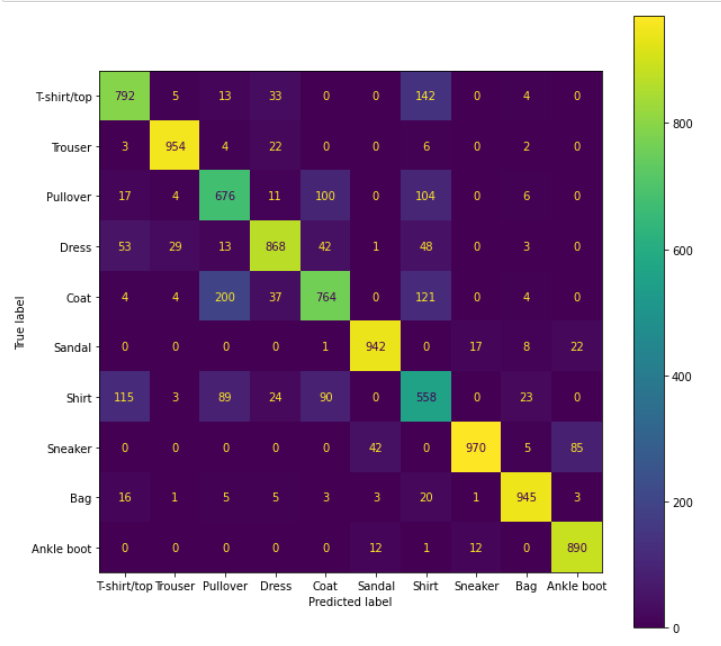 T-shirt/top 792 5 13 33 0 0 142 0 4 0
800
Trouser 3 954 4 22 0 0 6 0 2 0
Pullover 17 4 676 11 100 0 104 0 6 0
600
Dress 53 29 13 868 42 1 48 0 3 0
Coat 4 4 200 37 764 0 121 0 4 0
True label
Sandal 0 0 0 0 1 942 0 17 8 22
400
Shirt 115 3 89 24 90 0 558 0 23 0
Sneaker 0 0 0 0 0 42 0 970 5 85
200
Bag 16 1 5 5 3 3 20 1 945 3
Ankle boot 0 0 0 0 0 12 1 12 0 890
T-shirt/top Trouser Pullover Dress Coat Sandal Shirt Sneaker Bag Ankle boot
Predicted label
0